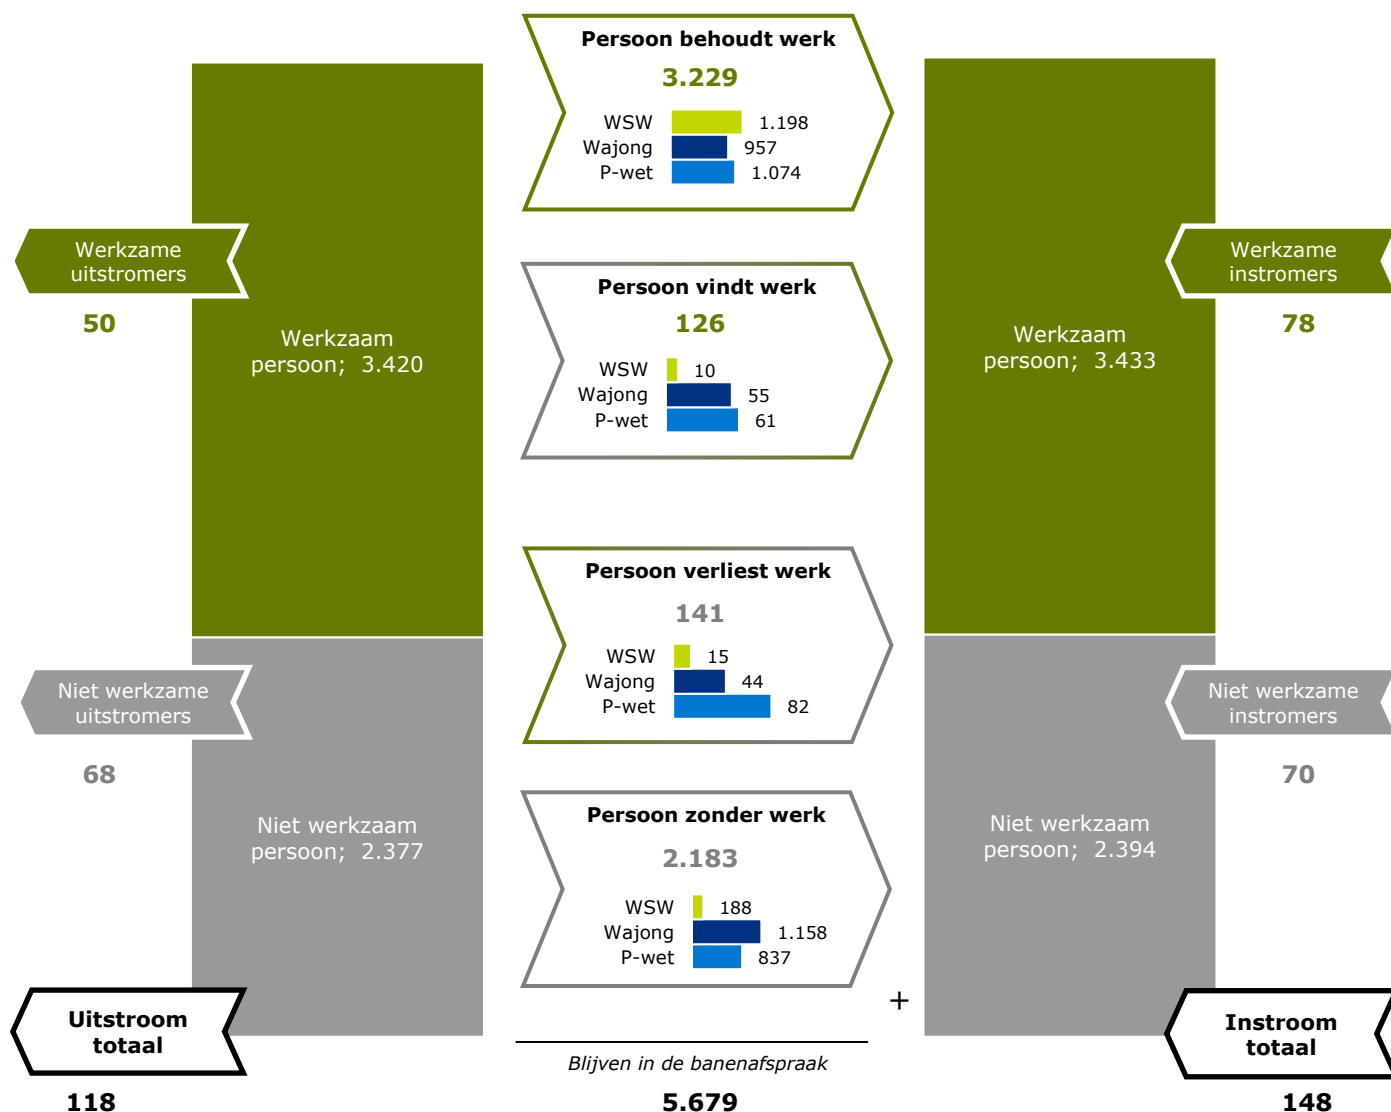 Persoon behoudt werk
3.229
WSW 1.198
Wajong 957
P-wet 1.074
Werkzame
uitstromers
50
Werkzaam
persoon; 3.420
Persoon vindt werk
126
WSW 10
Wajong 55
P-wet 61
Werkzaam
persoon; 3.433
Werkzame
instromers
78
Persoon verliest werk
141
WSW 15
Wajong 44
P-wet 82
Niet werkzame
uitstromers
68
Niet werkzaam
persoon; 2.377
Persoon zonder werk
2.183
WSW 188
Wajong 1.158
P-wet 837
Niet werkzaam
persoon; 2.394
Niet werkzame
instromers
70
+
Uitstroom
totaal
118
Blijven in de banenafspraak
5.679
Instroom
totaal
148